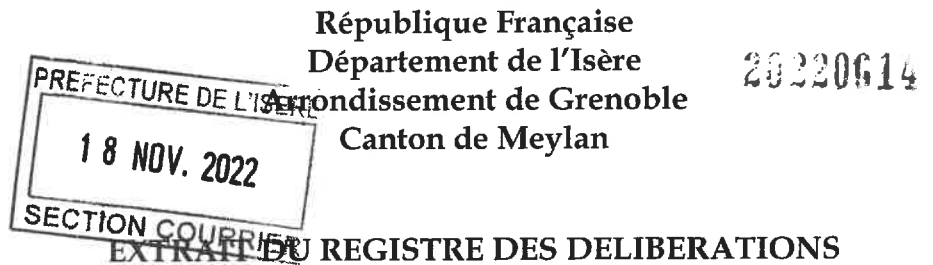 République Française
Département de l'Isère
Arrondissement de Grenoble
Canton de Meylan
20220614
PREFECTURE DE L'ISERE
18 NOV. 2022
SECTION COURRIER
EXTRAIT DU REGISTRE DES DELIBERATIONS